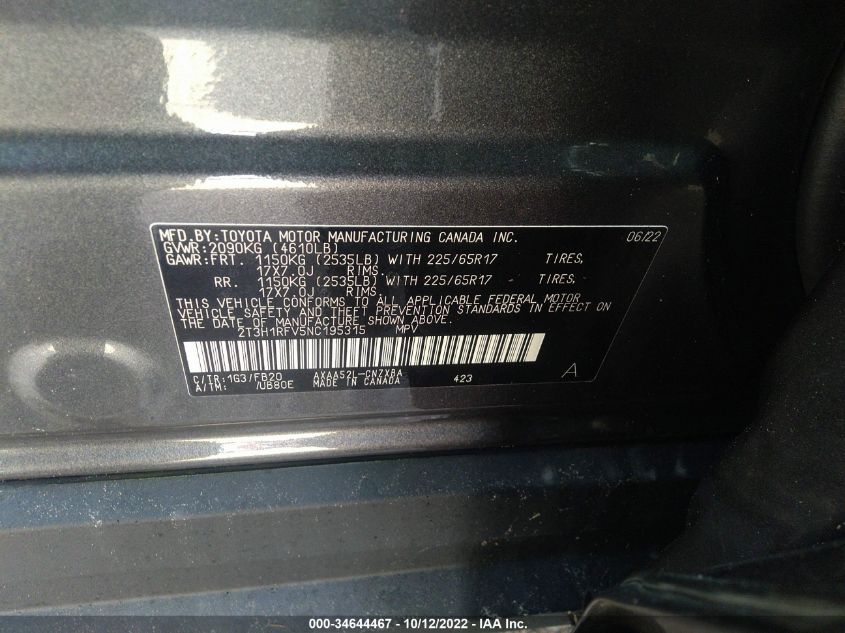 MFD. BY: TOYOTA MOTOR MANUFACTURING CANADA INC. 06/22
GVWR: 2090KG (4610LB)
GAWR: FRT. 1150KG (2535LB) WITH 225/65R17 TIRES,
17X7.0J RIMS.
RR. 1150KG (2535LB) WITH 225/65R17 - TIRES,
17X7.0J RIMS.
THIS VEHICLE CONFORMS TO ALL APPLICABLE FEDERAL MOTOR
VEHICLE SAFETY AND THEFT PREVENTION STANDARDS IN EFFECT ON
THE DATE OF MANUFACTURE SHOWN ABOVE.
2T3H1RFV5NC195315 MPV
C/TR: 1G3/FB20 AXAA52L-CNZXBA
A/TM: /UB80E MADE IN CANADA 423 A
000-34644467 - 10/12/2022 - IAA Inc.